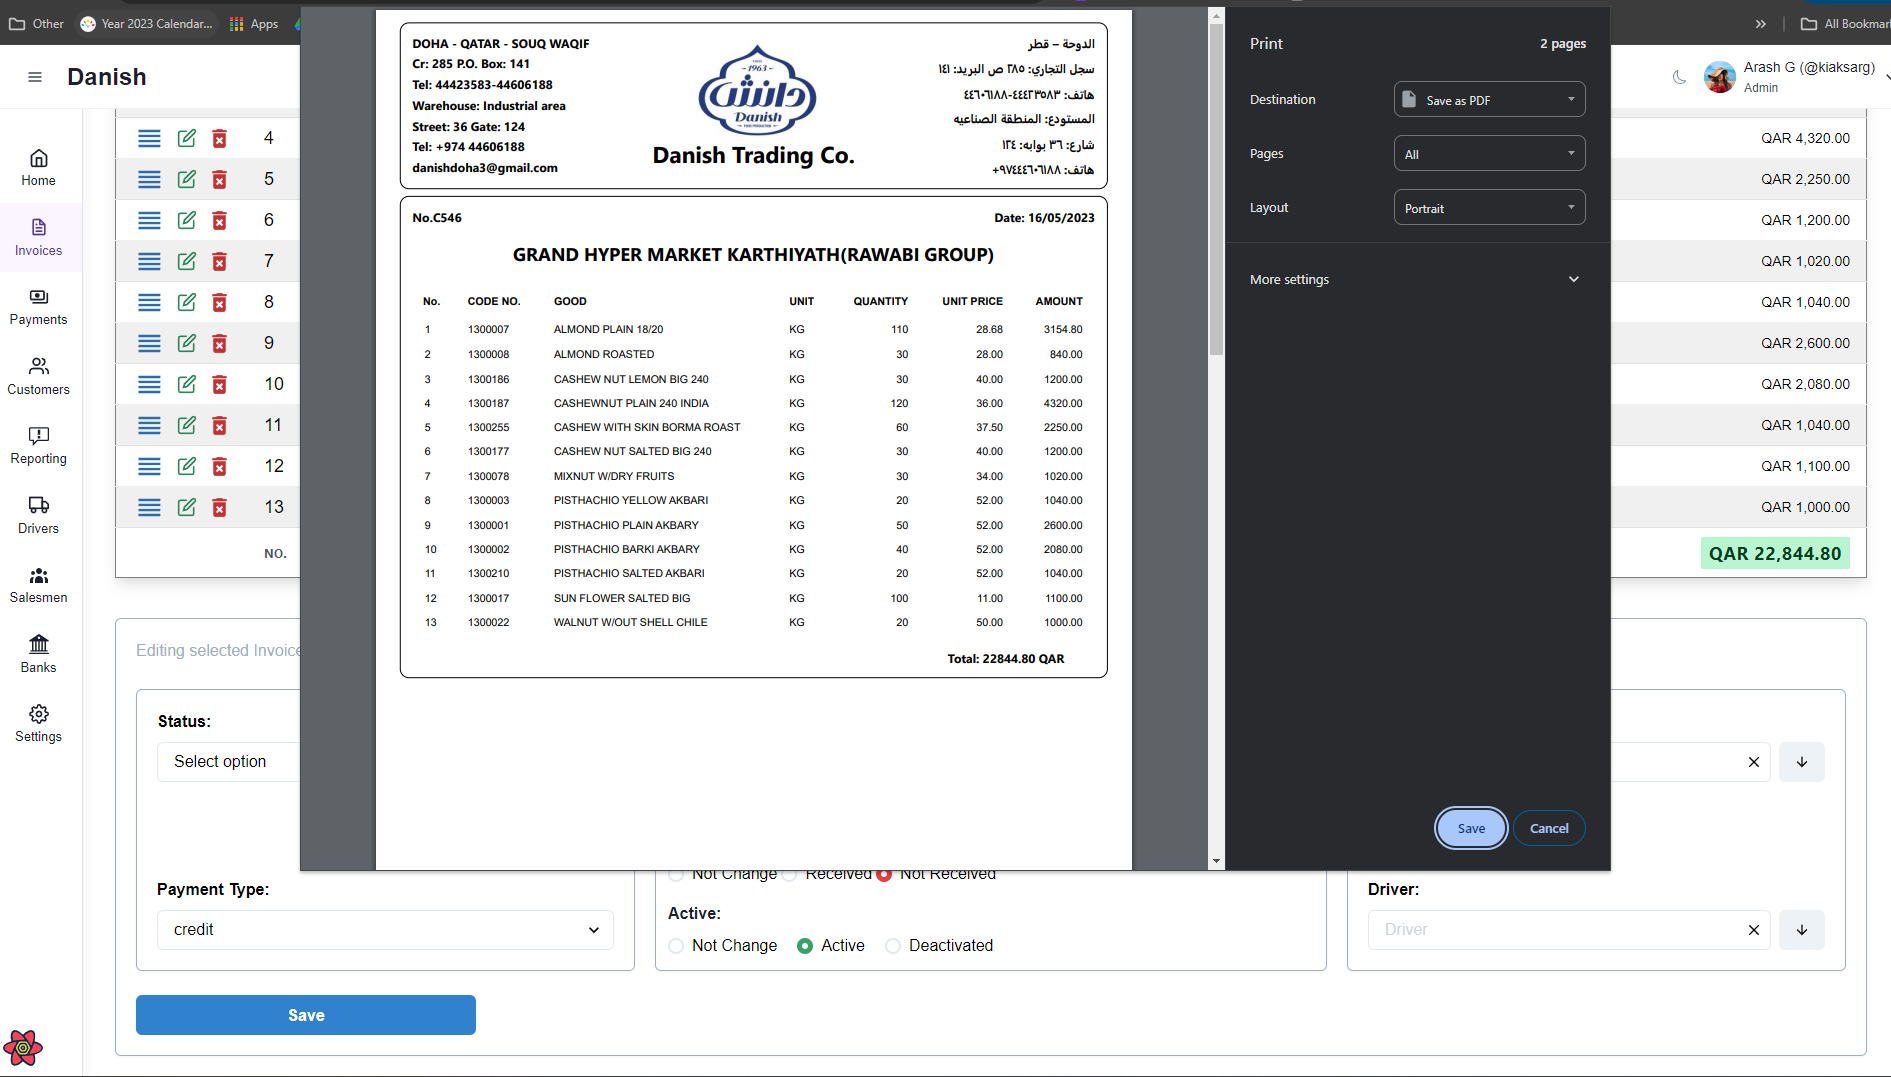 Other
Year 2023 Calendar...
Apps
All Bookmar
Danish
Arash G (@kiaksarg)
Admin
Home
Invoices
Payments
Customers
Reporting
Drivers
Salesmen
Banks
Settings
4
5
6
7
8
9
10
11
12
13
NO.
QAR 4,320.00
QAR 2,250.00
QAR 1,200.00
QAR 1,020.00
QAR 1,040.00
QAR 2,600.00
QAR 2,080.00
QAR 1,040.00
QAR 1,100.00
QAR 1,000.00
QAR 22,844.80
DOHA - QATAR - SOUQ WAQIF
Cr: 285 P.O. Box: 141
Tel: 44423583-44606188
Warehouse: Industrial area
Street: 36 Gate: 124
Tel: +974 44606188
danishdoha3@gmail.com
1963
داشن
Danish
Danish Trading Co.
الدوحة – قطر
سجل التجاري: ٢٨٥ ص البريد: ١٤١
هاتف: ٤٤٤٢٣٥٨٣-٤٤٦٠٦١٨٨
المستودع: المنطقة الصناعيه
شارع: ٣٦ بوابه: ١٢٤
هاتف: ٩٧٤٤٤٦٠٦١٨٨+
No.C546
Date: 16/05/2023
GRAND HYPER MARKET KARTHIYATH(RAWABI GROUP)
No. CODE NO. GOOD UNIT QUANTITY UNIT PRICE AMOUNT
1 1300007 ALMOND PLAIN 18/20 KG 110 28.68 3154.80
2 1300008 ALMOND ROASTED KG 30 28.00 840.00
3 1300186 CASHEW NUT LEMON BIG 240 KG 30 40.00 1200.00
4 1300187 CASHEWNUT PLAIN 240 INDIA KG 120 36.00 4320.00
5 1300255 CASHEW WITH SKIN BORMA ROAST KG 60 37.50 2250.00
6 1300177 CASHEW NUT SALTED BIG 240 KG 30 40.00 1200.00
7 1300078 MIXNUT W/DRY FRUITS KG 30 34.00 1020.00
8 1300003 PISTHACHIO YELLOW AKBARI KG 20 52.00 1040.00
9 1300001 PISTHACHIO PLAIN AKBARY KG 50 52.00 2600.00
10 1300002 PISTHACHIO BARKI AKBARY KG 40 52.00 2080.00
11 1300210 PISTHACHIO SALTED AKBARI KG 20 52.00 1040.00
12 1300017 SUN FLOWER SALTED BIG KG 100 11.00 1100.00
13 1300022 WALNUT W/OUT SHELL CHILE KG 20 50.00 1000.00
Total: 22844.80 QAR
Print
2 pages
Destination
Save as PDF
Pages
All
Layout
Portrait
More settings
Save
Cancel
Editing selected Invoice
Status:
Select option
Payment Type:
credit
Not Change Received Not Received
Active:
Not Change Active Deactivated
Driver:
Driver
Save